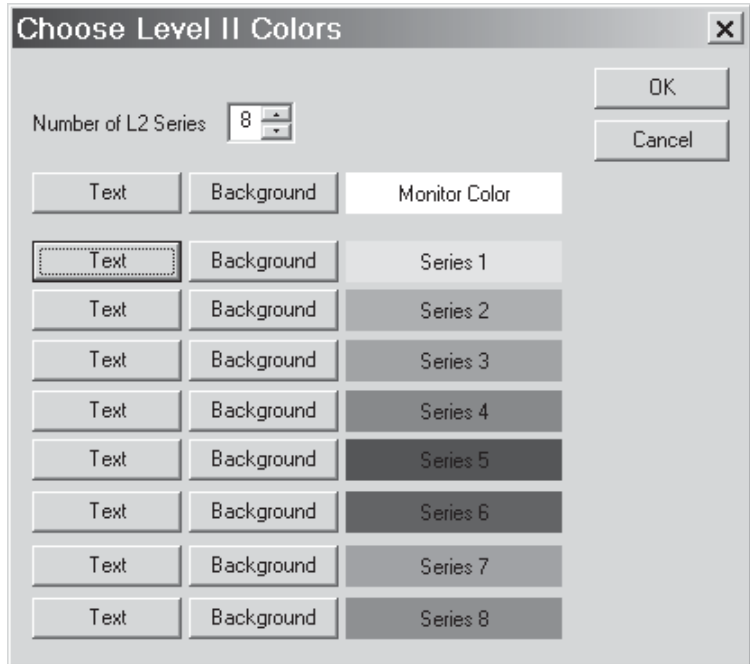 Choose Level II Colors
OK
Number of L2 Series 8
Cancel
Text Background Monitor Color
Text Background Series 1
Text Background Series 2
Text Background Series 3
Text Background Series 4
Text Background Series 5
Text Background Series 6
Text Background Series 7
Text Background Series 8